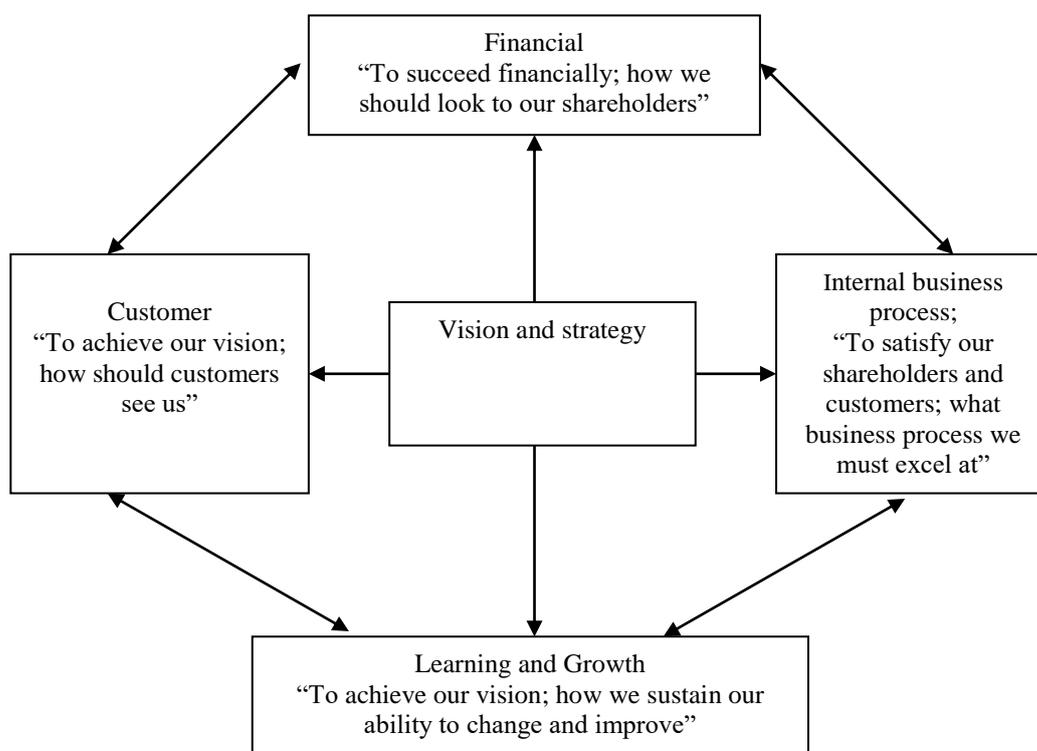 Financial
“To succeed financially; how we
should look to our shareholders”
Customer
“To achieve our vision;
how should customers
see us”
Vision and strategy
Internal business
process;
“To satisfy our
shareholders and
customers; what
business process we
must excel at”
Learning and Growth
“To achieve our vision; how we sustain our
ability to change and improve”